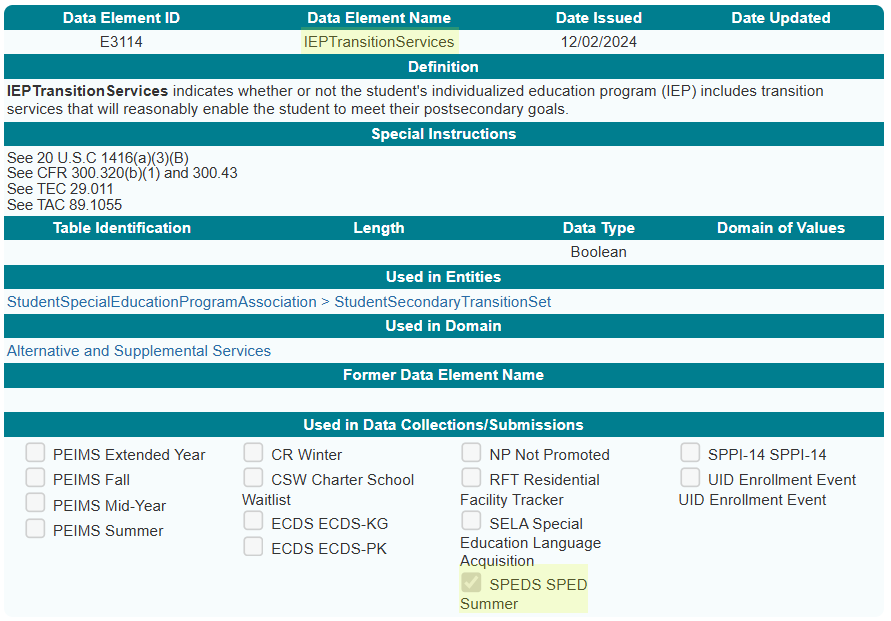 Data Element ID Data Element Name Date Issued Date Updated
E3114 IEPTransitionServices 12/02/2024
Definition
IEPTransitionServices indicates whether or not the student's individualized education program (IEP) includes transition
services that will reasonably enable the student to meet their postsecondary goals.
Special Instructions
See 20 U.S.C 1416(a)(3)(B)
See CFR 300.320(b)(1) and 300.43
See TEC 29.011
See TAC 89.1055
Table Identification Length Data Type Domain of Values
Boolean
Used in Entities
StudentSpecialEducationProgramAssociation > StudentSecondaryTransitionSet
Used in Domain
Alternative and Supplemental Services
Former Data Element Name
Used in Data Collections/Submissions
PEIMS Extended Year
PEIMS Fall
PEIMS Mid-Year
PEIMS Summer
CR Winter
CSW Charter School
Waitlist
ECDS ECDS-KG
ECDS ECDS-PK
NP Not Promoted
RFT Residential
Facility Tracker
SELA Special
Education Language
Acquisition
SPEDS SPED
Summer
SPPI-14 SPPI-14
UID Enrollment Event
UID Enrollment Event